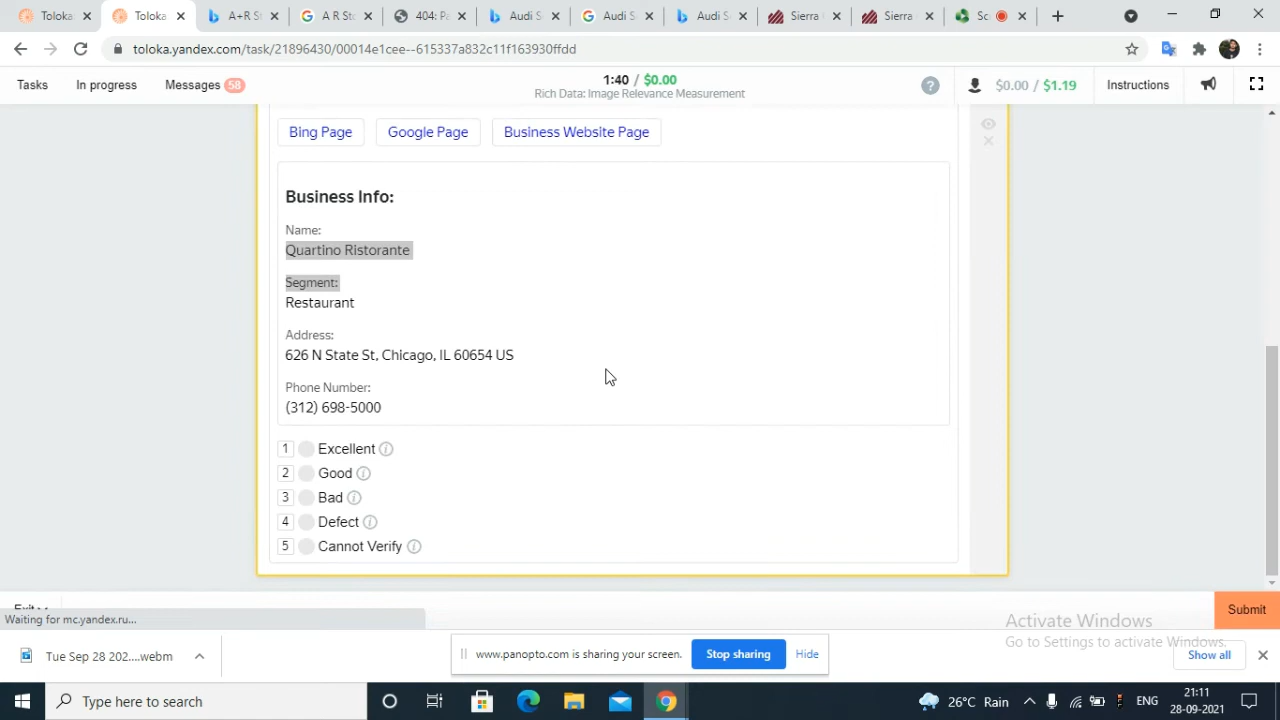 Toloka
Toloka
A+R St
A R Sto
404: Pa
Audi S
Audi S
Audi S
Sierra
Sierra
Sc
toloka.yandex.com/task/21896430/00014e1cee--615337a832c11f163930ffdd
Tasks
In progress
Messages 58
1:40 / $0.00
Rich Data: Image Relevance Measurement
$0.00 / $1.19
Instructions
Bing Page
Google Page
Business Website Page
Business Info:
Name:
Quartino Ristorante
Segment:
Restaurant
Address:
626 N State St, Chicago, IL 60654 US
Phone Number:
(312) 698-5000
1 Excellent
2 Good
3 Bad
4 Defect
5 Cannot Verify
Exit
Submit
Waiting for mc.yandex.ru...
Activate Windows
Go to Settings to activate Windows.
Tue Sep 28 202....webm
www.panopto.com is sharing your screen.
Stop sharing
Hide
Show all
Type here to search
26°C Rain
ENG
21:11
28-09-2021